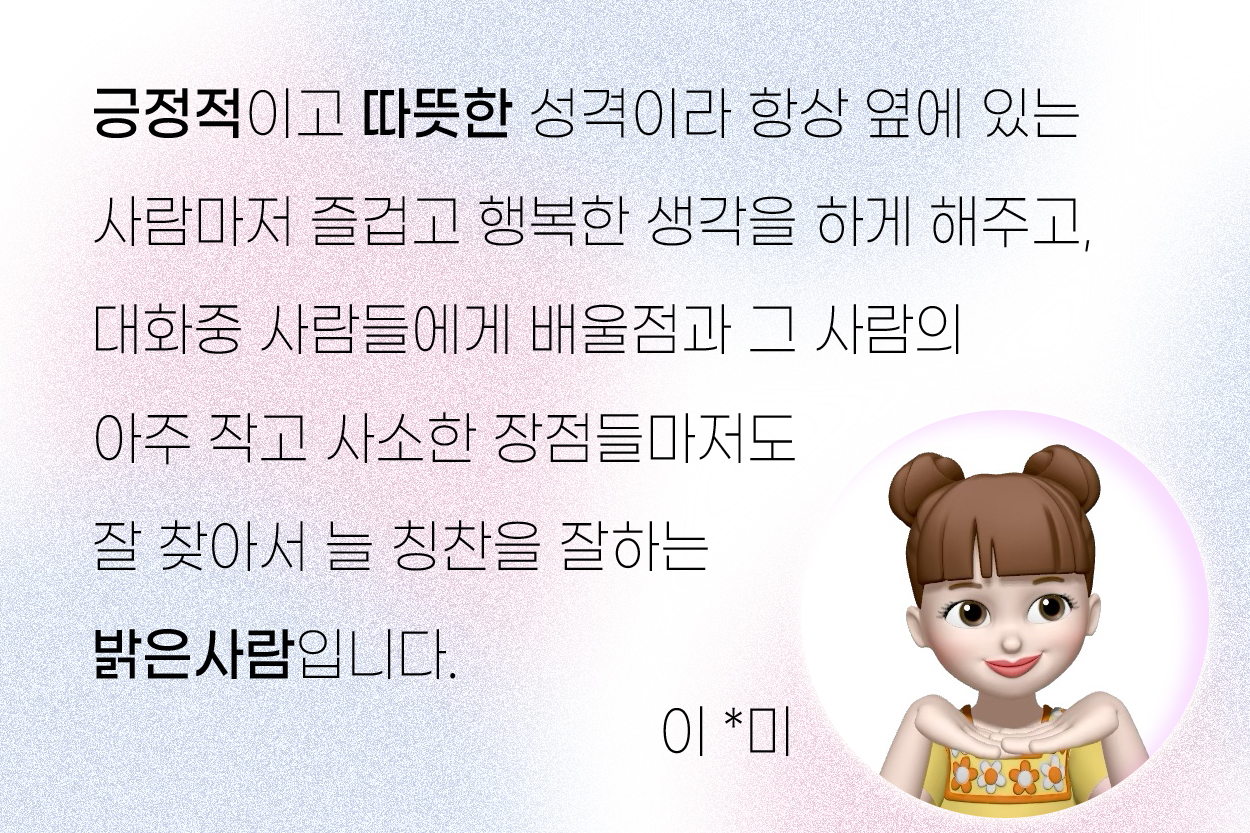 긍정적이고 따뜻한 성격이라 항상 옆에 있는
사람마저 즐겁고 행복한 생각을 하게 해주고,
대화중 사람들에게 배울점과 그 사람의
아주 작고 사소한 장점들마저도
잘 찾아서 늘 칭찬을 잘하는
밝은사람입니다.
이 *미